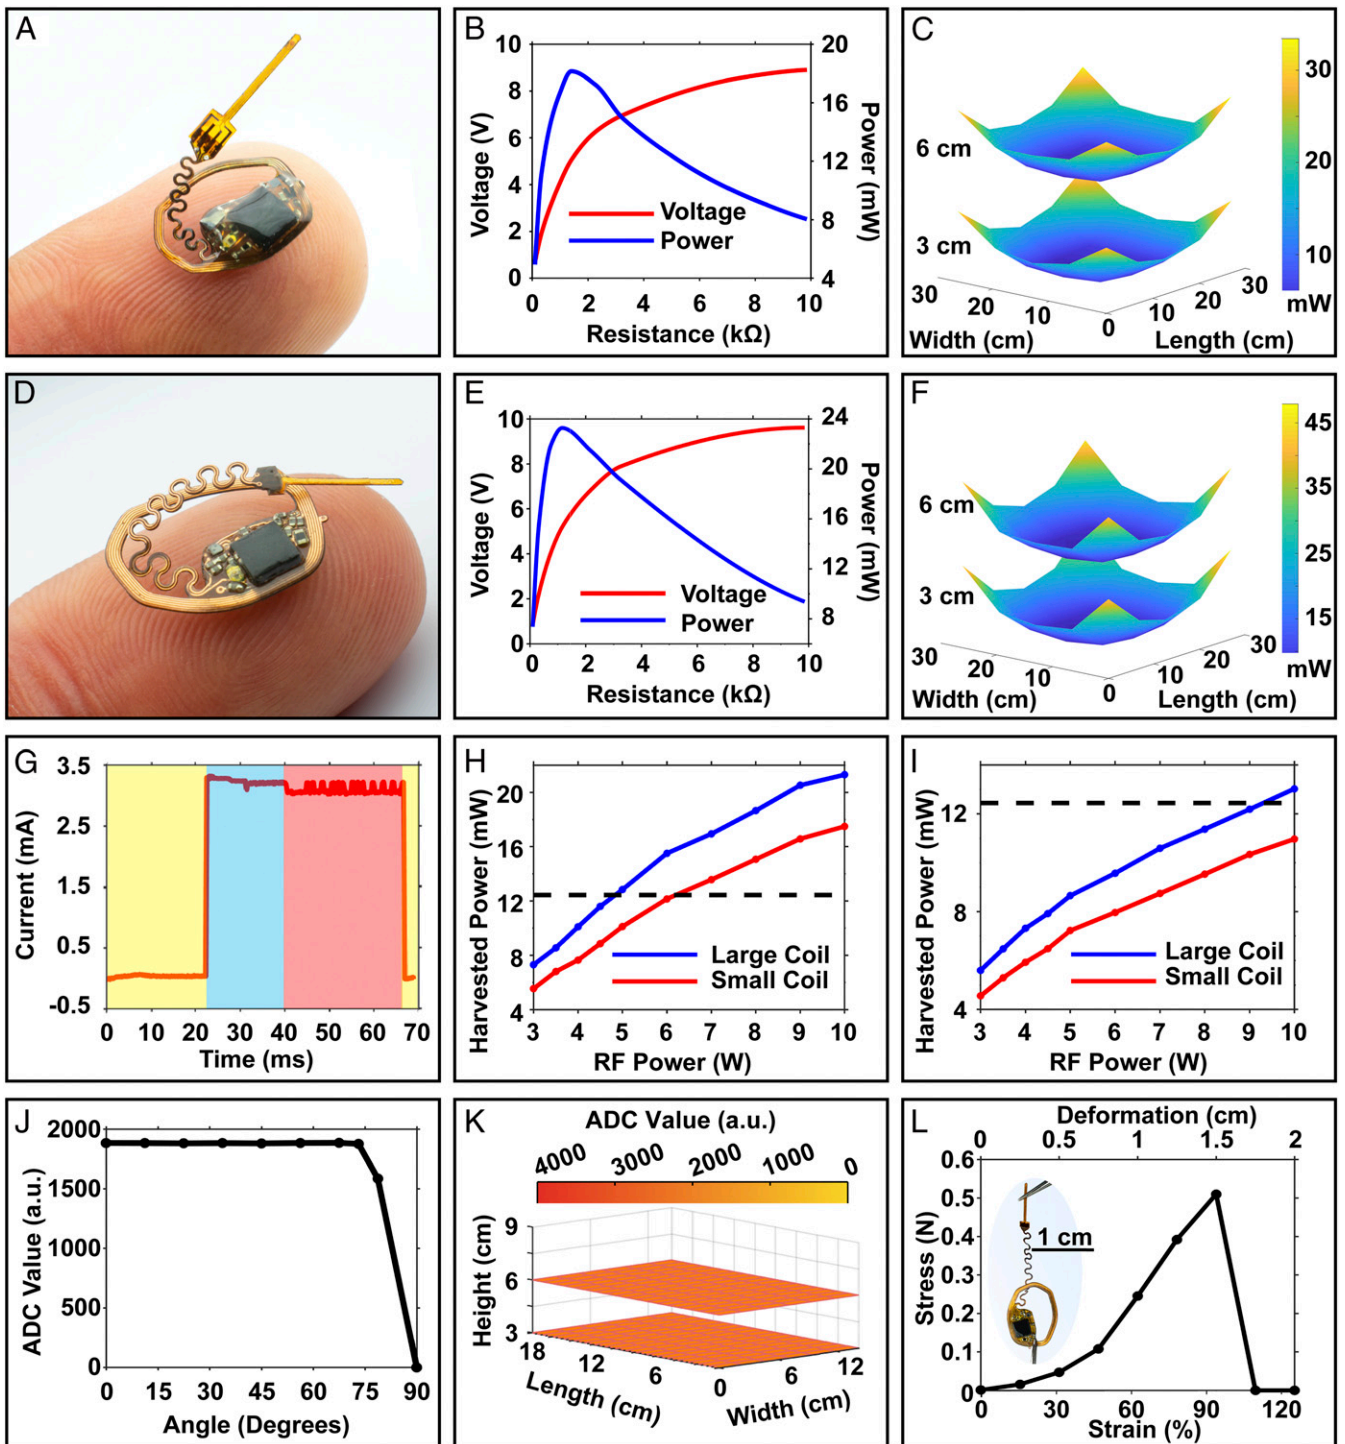 A
B
10
8
6
4
2
0
Voltage (V)
20
16
12
8
4
Power (mW)
Voltage
Power
0 2 4 6 8 10
Resistance (kΩ)
C
6 cm
3 cm
30
20
10
mW
30 20 10 0 10 20 30
Width (cm) Length (cm)
D
E
10
8
6
4
2
0
Voltage (V)
24
20
16
12
8
Power (mW)
Voltage
Power
0 2 4 6 8 10
Resistance (kΩ)
F
6 cm
3 cm
45
35
25
15
mW
30 20 10 0 10 20 30
Width (cm) Length (cm)
G
3.5
2.5
1.5
0.5
-0.5
Current (mA)
0 10 20 30 40 50 60 70
Time (ms)
H
20
16
12
8
4
Harvested Power (mW)
Large Coil
Small Coil
3 4 5 6 7 8 9 10
RF Power (W)
I
12
8
4
Harvested Power (mW)
Large Coil
Small Coil
3 4 5 6 7 8 9 10
RF Power (W)
J
2000
1500
1000
500
0
ADC Value (a.u.)
0 15 30 45 60 75 90
Angle (Degrees)
K
ADC Value (a.u.)
4000 3000 2000 1000 0
9
6
3
Height (cm)
18 12 6 0 6 12
Length (cm) Width (cm)
L
Deformation (cm)
0 0.5 1 1.5 2
0.6
0.5
0.4
0.3
0.2
0.1
0
Stress (N)
1 cm
0 30 60 90 120
Strain (%)